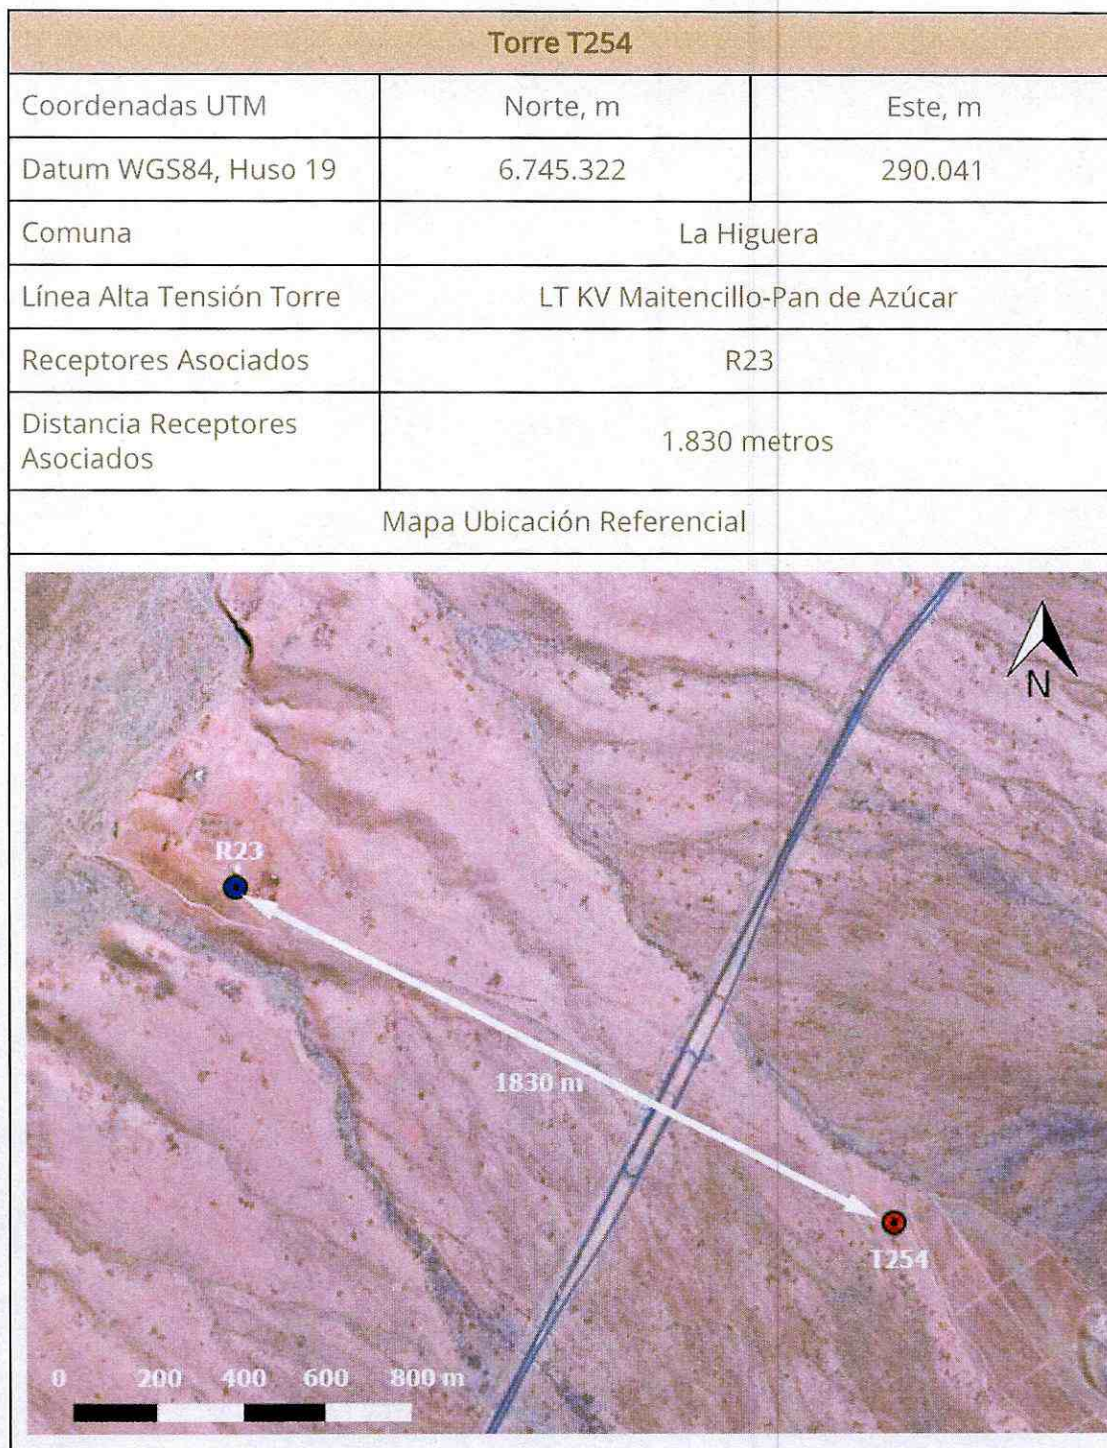 Torre T254
Coordenadas UTM Norte, m Este, m
Datum WGS84, Huso 19 6.745.322 290.041
Comuna La Higuera
Línea Alta Tensión Torre LT KV Maitencillo-Pan de Azúcar
Receptores Asociados R23
Distancia Receptores
Asociados 1.830 metros
Mapa Ubicación Referencial
N
R23
1830 m
T254
0 200 400 600 800 m